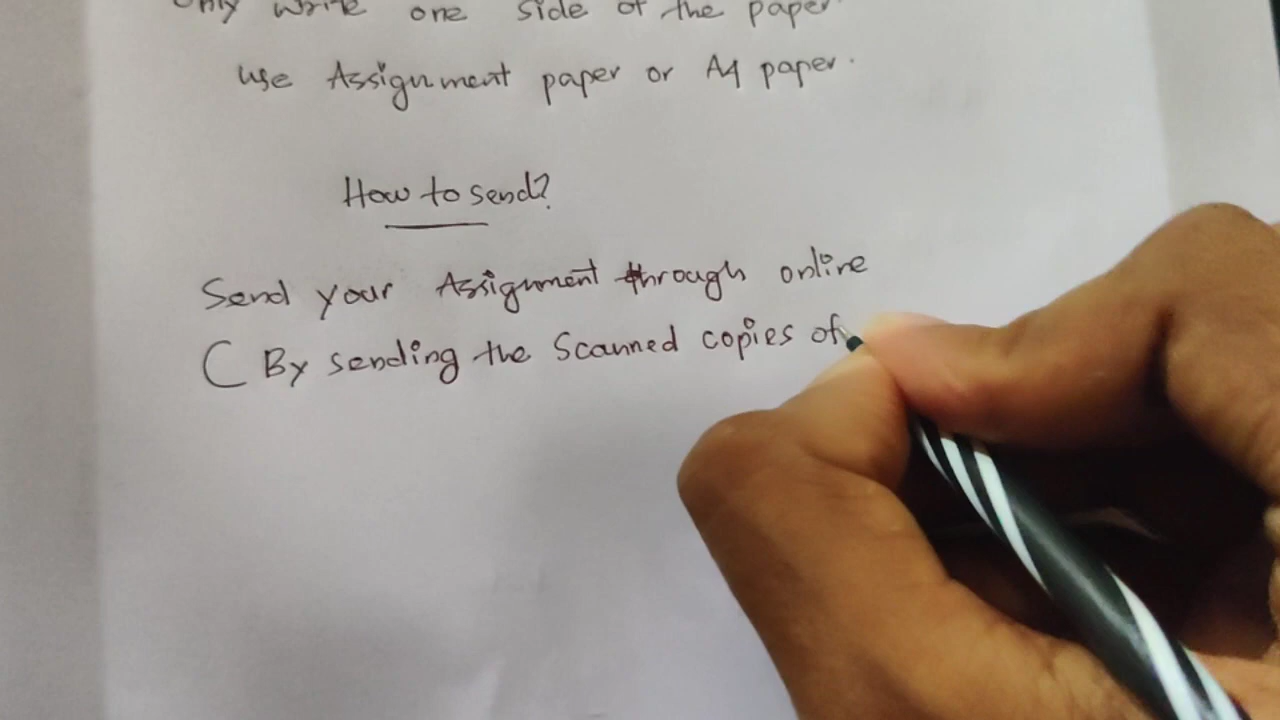 Only write one side of the paper
use Assignment paper or A4 paper.
How to send?
Send your Assignment through online
( By sending the Scanned copies of